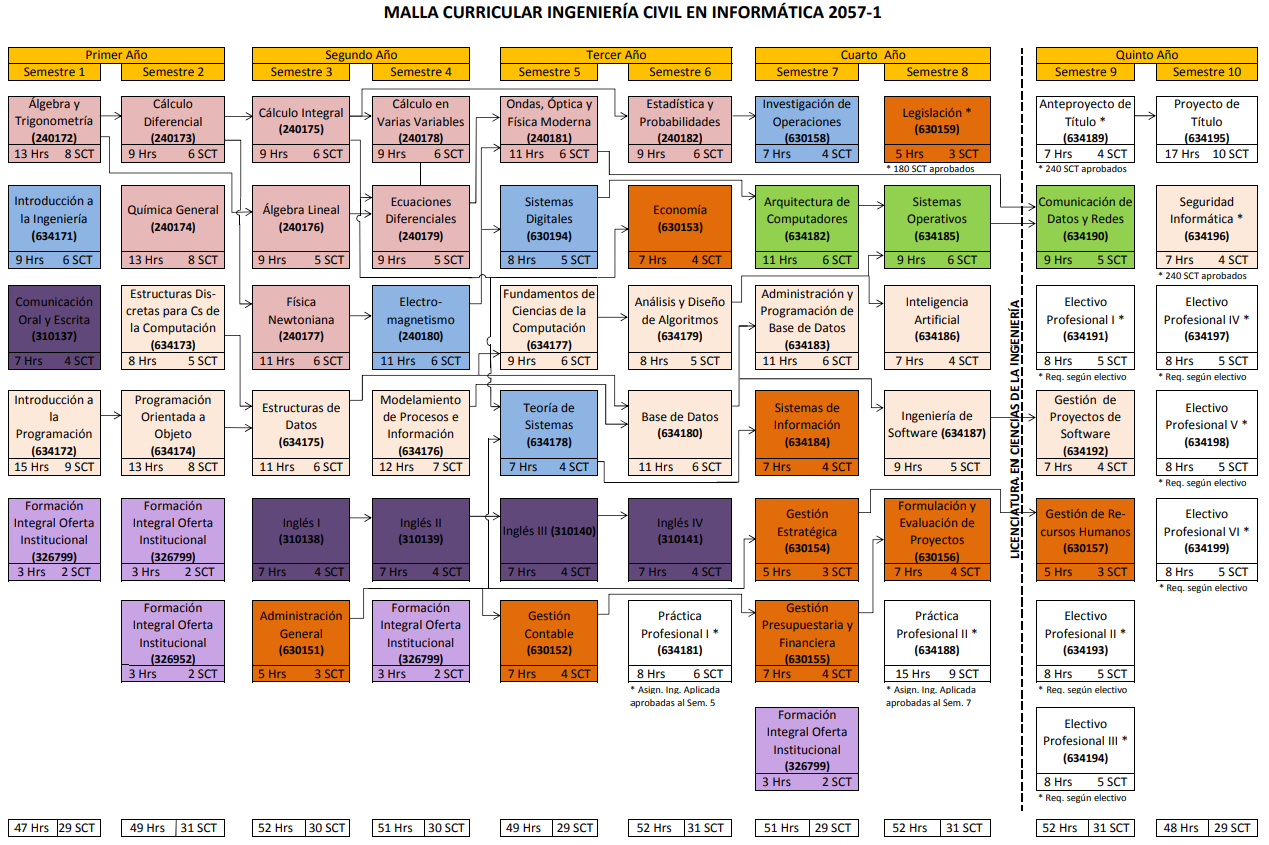 MALLA CURRICULAR INGENIERÍA CIVIL EN INFORMÁTICA 2057-1
Primer Año
Segundo Año
Tercer Año
Cuarto Año
Quinto Año
Semestre 1
Semestre 2
Semestre 3
Semestre 4
Semestre 5
Semestre 6
Semestre 7
Semestre 8
Semestre 9
Semestre 10
Álgebra y
Trigonometría
(240172)
13 Hrs 8 SCT
Cálculo
Diferencial
(240173)
9 Hrs 6 SCT
Cálculo Integral
(240175)
9 Hrs 6 SCT
Cálculo en
Varias Variables
(240178)
9 Hrs 6 SCT
Ondas, Óptica y
Física Moderna
(240181)
11 Hrs 6 SCT
Estadística y
Probabilidades
(240182)
9 Hrs 6 SCT
Investigación de
Operaciones
(630158)
7 Hrs 4 SCT
Legislación *
(630159)
5 Hrs 3 SCT
* 180 SCT aprobados
Anteproyecto de
Título *
(634189)
7 Hrs 4 SCT
* 240 SCT aprobados
Proyecto de
Título
(634195)
17 Hrs 10 SCT
Introducción a
la Ingeniería
(634171)
9 Hrs 6 SCT
Química General
(240174)
13 Hrs 8 SCT
Álgebra Lineal
(240176)
9 Hrs 5 SCT
Ecuaciones
Diferenciales
(240179)
9 Hrs 5 SCT
Sistemas
Digitales
(630194)
8 Hrs 5 SCT
Economía
(630153)
7 Hrs 4 SCT
Arquitectura de
Computadores
(634182)
11 Hrs 6 SCT
Sistemas
Operativos
(634185)
9 Hrs 6 SCT
Comunicación de
Datos y Redes
(634190)
9 Hrs 5 SCT
Seguridad
Informática *
(634196)
7 Hrs 4 SCT
* 240 SCT aprobados
Comunicación
Oral y Escrita
(310137)
7 Hrs 4 SCT
Estructuras Dis-
cretas para Cs de
la Computación
(634173)
8 Hrs 5 SCT
Física
Newtoniana
(240177)
11 Hrs 6 SCT
Electro-
magnetismo
(240180)
11 Hrs 6 SCT
Fundamentos de
Ciencias de la
Computación
(634177)
9 Hrs 6 SCT
Análisis y Diseño
de Algoritmos
(634179)
8 Hrs 5 SCT
Administración y
Programación de
Base de Datos
(634183)
11 Hrs 6 SCT
Inteligencia
Artificial
(634186)
7 Hrs 4 SCT
LICENCIATURA EN CIENCIAS DE LA INGENIERÍA
Electivo
Profesional I *
(634191)
8 Hrs 5 SCT
* Req. según electivo
Electivo
Profesional IV *
(634197)
8 Hrs 5 SCT
* Req. según electivo
Introducción a
la
Programación
(634172)
15 Hrs 9 SCT
Programación
Orientada a
Objeto
(634174)
13 Hrs 8 SCT
Estructuras de
Datos
(634175)
11 Hrs 6 SCT
Modelamiento
de Procesos e
Información
(634176)
12 Hrs 7 SCT
Teoría de
Sistemas
(634178)
7 Hrs 4 SCT
Base de Datos
(634180)
11 Hrs 6 SCT
Sistemas de
Información
(634184)
7 Hrs 4 SCT
Ingeniería de
Software (634187)
9 Hrs 5 SCT
Gestión de
Proyectos de
Software
(634192)
7 Hrs 4 SCT
Electivo
Profesional V *
(634198)
8 Hrs 5 SCT
* Req. según electivo
Formación
Integral Oferta
Institucional
(326799)
3 Hrs 2 SCT
Formación
Integral Oferta
Institucional
(326799)
3 Hrs 2 SCT
Inglés I
(310138)
7 Hrs 4 SCT
Inglés II
(310139)
7 Hrs 4 SCT
Inglés III (310140)
7 Hrs 4 SCT
Inglés IV
(310141)
7 Hrs 4 SCT
Gestión
Estratégica
(630154)
5 Hrs 3 SCT
Formulación y
Evaluación de
Proyectos
(630156)
7 Hrs 4 SCT
Gestión de Re-
cursos Humanos
(630157)
5 Hrs 3 SCT
Electivo
Profesional VI *
(634199)
8 Hrs 5 SCT
* Req. según electivo
Formación
Integral Oferta
Institucional
(326952)
3 Hrs 2 SCT
Administración
General
(630151)
5 Hrs 3 SCT
Formación
Integral Oferta
Institucional
(326799)
3 Hrs 2 SCT
Gestión
Contable
(630152)
7 Hrs 4 SCT
Práctica
Profesional I *
(634181)
8 Hrs 6 SCT
* Asign. Ing. Aplicada
aprobadas al Sem. 5
Gestión
Presupuestaria y
Financiera
(630155)
7 Hrs 4 SCT
Práctica
Profesional II *
(634188)
15 Hrs 9 SCT
* Asign. Ing. Aplicada
aprobadas al Sem. 7
Electivo
Profesional II *
(634193)
8 Hrs 5 SCT
* Req. según electivo
Formación
Integral Oferta
Institucional
(326799)
3 Hrs 2 SCT
Electivo
Profesional III *
(634194)
8 Hrs 5 SCT
* Req. según electivo
47 Hrs 29 SCT
49 Hrs 31 SCT
52 Hrs 30 SCT
51 Hrs 30 SCT
49 Hrs 29 SCT
52 Hrs 31 SCT
51 Hrs 29 SCT
52 Hrs 31 SCT
52 Hrs 31 SCT
48 Hrs 29 SCT